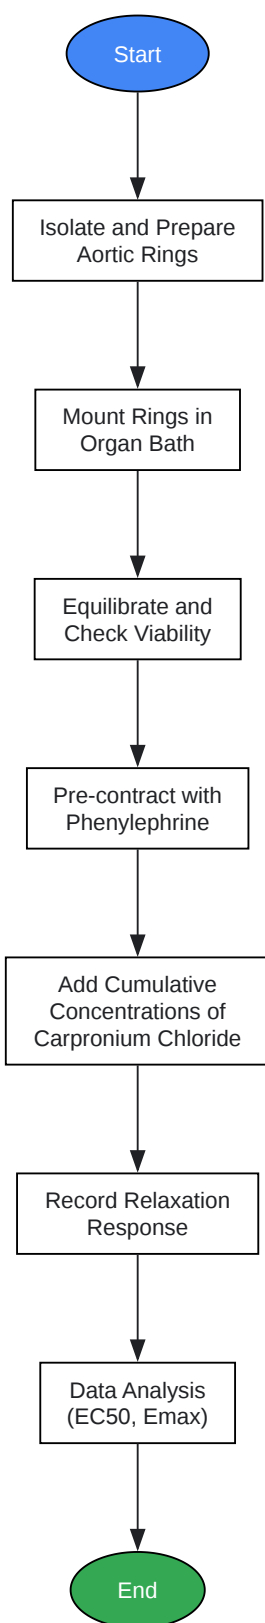 Start
Isolate and Prepare
Aortic Rings
Mount Rings in
Organ Bath
Equilibrate and
Check Viability
Pre-contract with
Phenylephrine
Add Cumulative
Concentrations of
Carpronium Chloride
Record Relaxation
Response
Data Analysis
(EC50, Emax)
End